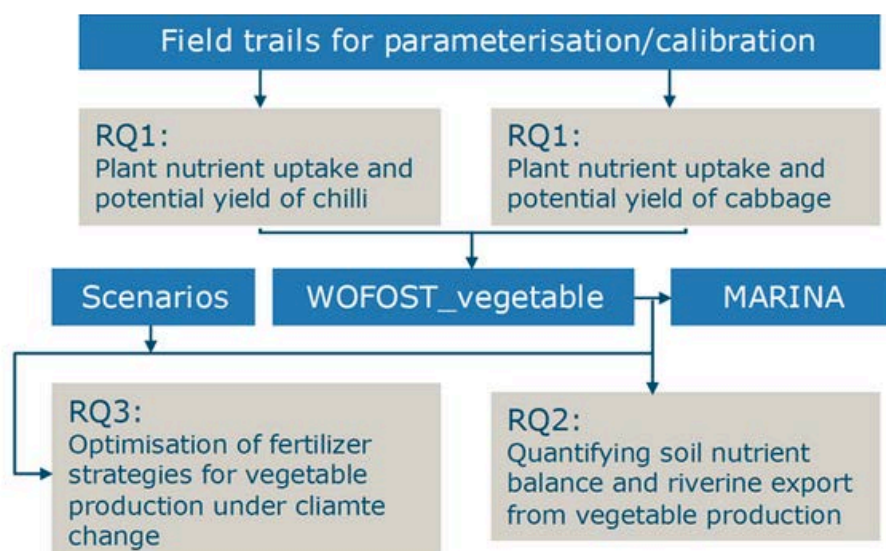 Field trails for parameterisation/calibration
RQ1:
Plant nutrient uptake and
potential yield of chilli
RQ1:
Plant nutrient uptake and
potential yield of cabbage
Scenarios
WOFOST_vegetable
MARINA
RQ3:
Optimisation of fertilizer
strategies for vegetable
production under cliamte
change
RQ2:
Quantifying soil nutrient
balance and riverine export
from vegetable production